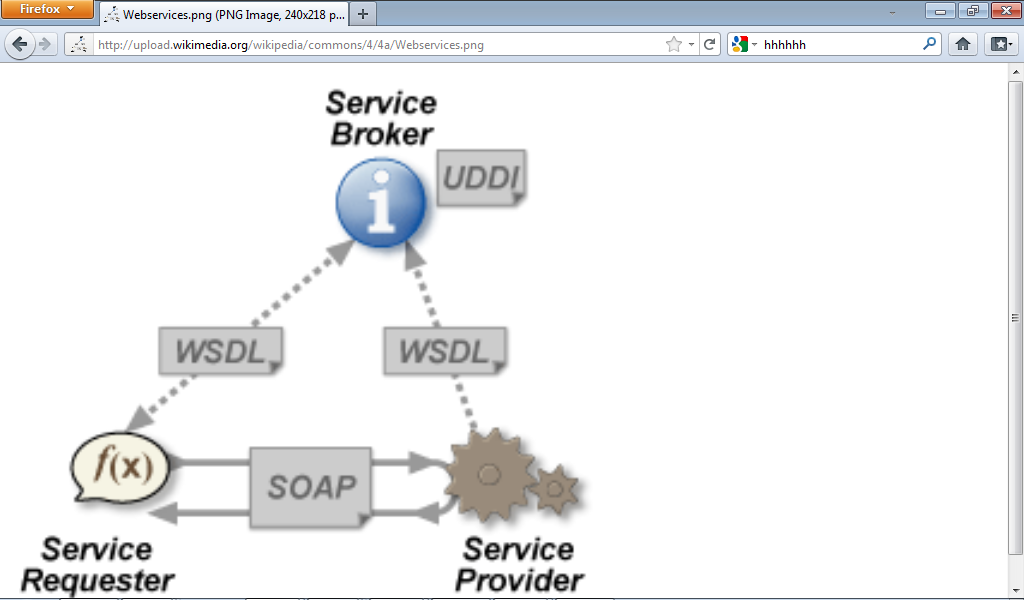 Firefox
Webservices.png (PNG Image, 240x218 p...
http://upload.wikimedia.org/wikipedia/commons/4/4a/Webservices.png
hhhhhh
Service
Broker
i
UDDI
WSDL
WSDL
f(x)
SOAP
Service
Requester
Service
Provider